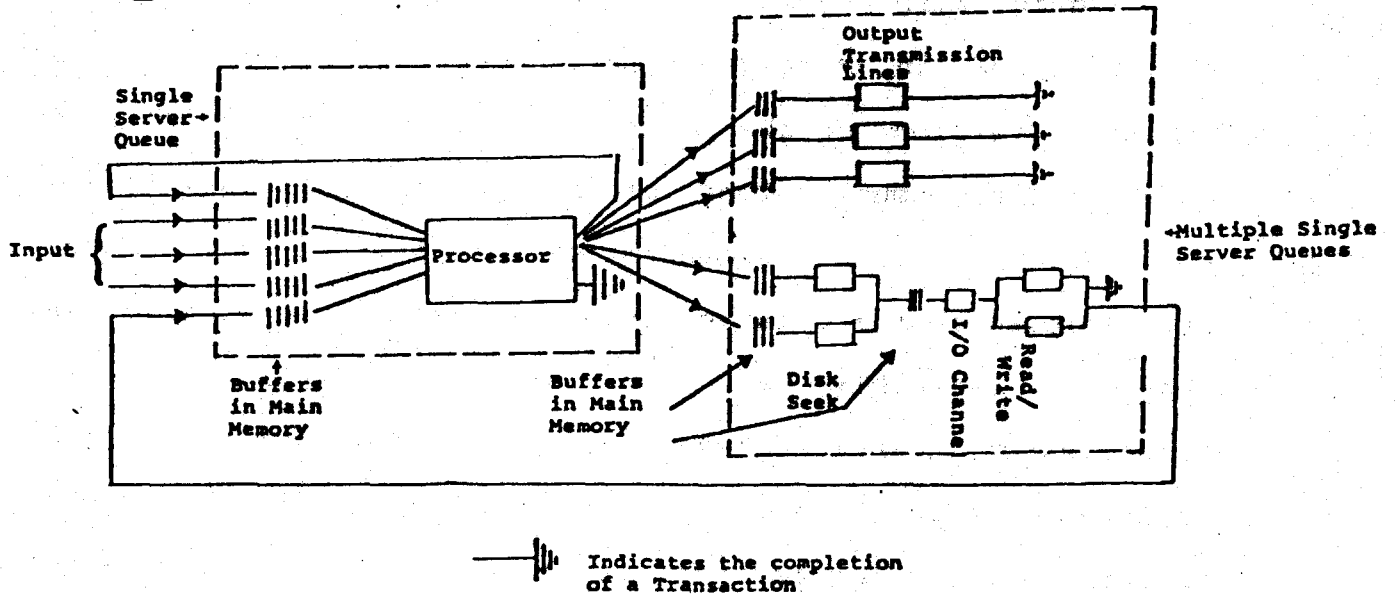 Output
Transmission
Lines
Single
Server
Queue
Input
Processor
Multiple Single
Server Queues
Buffers
in Main
Memory
Buffers
in Main
Memory
Disk
Seek
I/O Channe
Read/
Write
Indicates the completion
of a Transaction